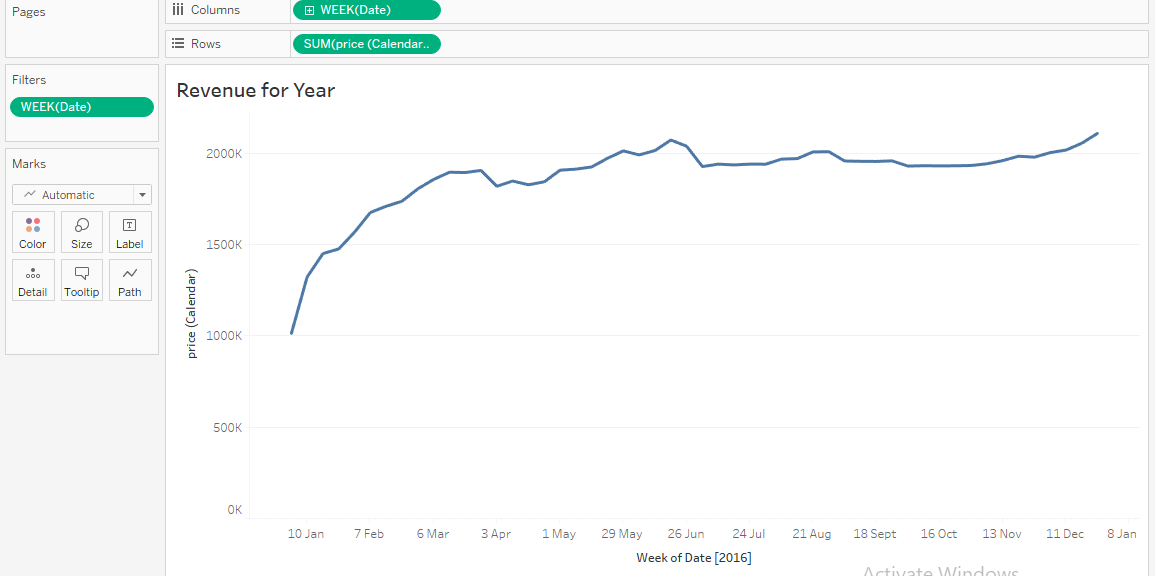 Pages
Columns
WEEK(Date)
Rows
SUM(price (Calendar..
Filters
WEEK(Date)
Marks
Automatic
Color
Size
Label
Detail
Tooltip
Path
Revenue for Year
price (Calendar)
2000K
1500K
1000K
500K
0K
10 Jan
7 Feb
6 Mar
3 Apr
1 May
29 May
26 Jun
24 Jul
21 Aug
18 Sept
16 Oct
13 Nov
11 Dec
8 Jan
Week of Date [2016]
Activate Windows